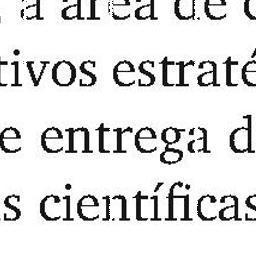 , a área de
tivos estraté
e entrega d
s científicas